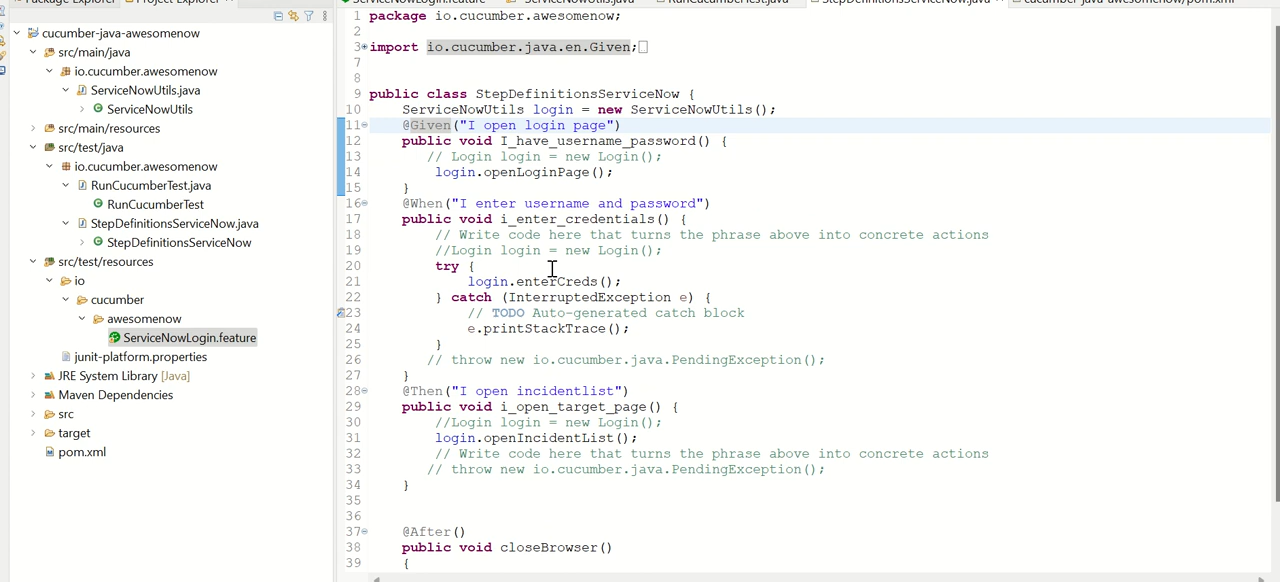 Package Explorer
Project Explorer
cucumber-java-awesomenow
src/main/java
io.cucumber.awesomenow
ServiceNowUtils.java
ServiceNowUtils
src/main/resources
src/test/java
io.cucumber.awesomenow
RunCucumberTest.java
RunCucumberTest
StepDefinitionsServiceNow.java
StepDefinitionsServiceNow
src/test/resources
io
cucumber
awesomenow
ServiceNowLogin.feature
junit-platform.properties
JRE System Library [Java]
Maven Dependencies
src
target
pom.xml
ServiceNowLogin.feature ServiceNowUtils.java RunCucumberTest.java StepDefinitionsServiceNow.java cucumber-java-awesomenow/pom.xml
1 package io.cucumber.awesomenow;
2
3 import io.cucumber.java.en.Given;
7
8
9 public class StepDefinitionsServiceNow {
10 ServiceNowUtils login = new ServiceNowUtils();
11 @Given("I open login page")
12 public void I_have_username_password() {
13 // Login login = new Login();
14 login.openLoginPage();
15 }
16 @When("I enter username and password")
17 public void i_enter_credentials() {
18 // Write code here that turns the phrase above into concrete actions
19 //Login login = new Login();
20 try {
21 login.enterCreds();
22 } catch (InterruptedException e) {
23 // TODO Auto-generated catch block
24 e.printStackTrace();
25 }
26 // throw new io.cucumber.java.PendingException();
27 }
28 @Then("I open incidentlist")
29 public void i_open_target_page() {
30 //Login login = new Login();
31 login.openIncidentList();
32 // Write code here that turns the phrase above into concrete actions
33 // throw new io.cucumber.java.PendingException();
34 }
35
36
37 @After()
38 public void closeBrowser()
39 {